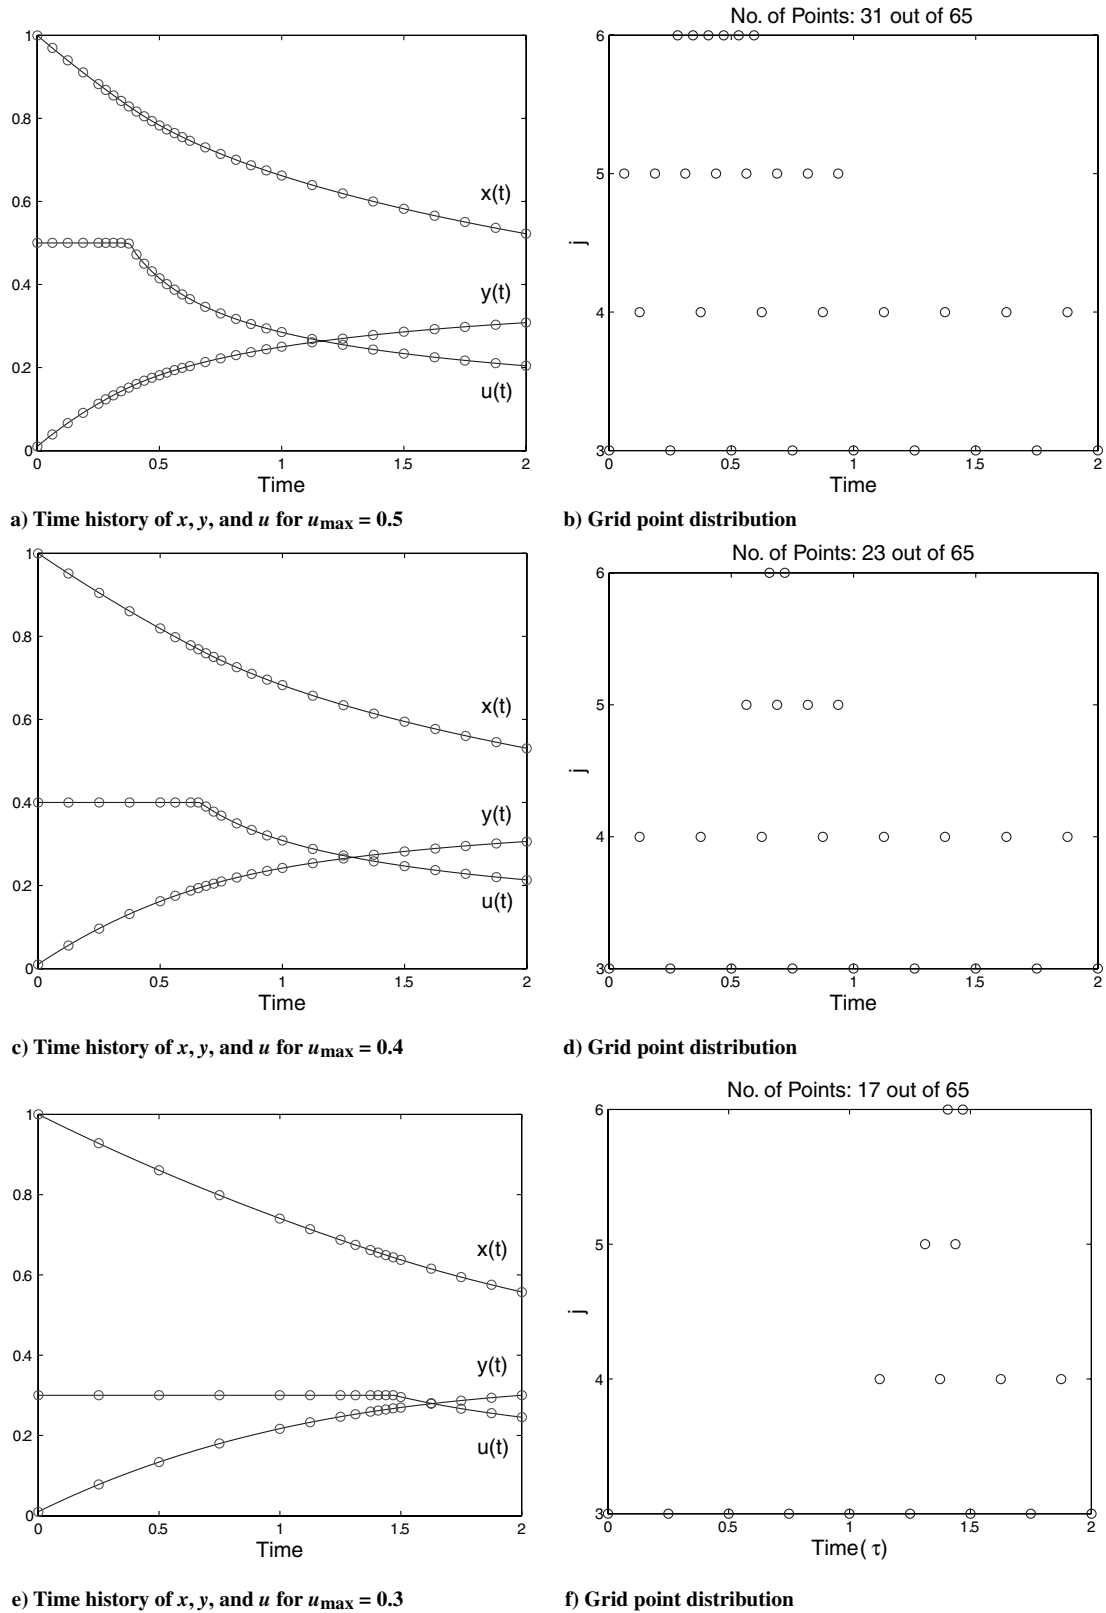 1
0.8
0.6
0.4
0.2
0
0
0.5
1
1.5
2
x(t)
y(t)
u(t)
Time
a) Time history of x, y, and u for umax = 0.5
No. of Points: 31 out of 65
6
5
4
3
j
0
0.5
1
1.5
2
Time
b) Grid point distribution
1
0.8
0.6
0.4
0.2
0
0
0.5
1
1.5
2
x(t)
y(t)
u(t)
Time
c) Time history of x, y, and u for umax = 0.4
No. of Points: 23 out of 65
6
5
4
3
j
0
0.5
1
1.5
2
Time
d) Grid point distribution
1
0.8
0.6
0.4
0.2
0
0
0.5
1
1.5
2
x(t)
y(t)
u(t)
Time
e) Time history of x, y, and u for umax = 0.3
No. of Points: 17 out of 65
6
5
4
3
j
0
0.5
1
1.5
2
Time( τ)
f) Grid point distribution